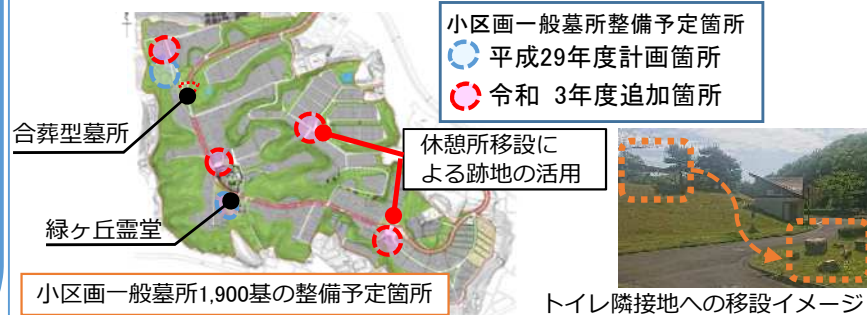 小区画一般墓所整備予定箇所
平成29年度計画箇所
令和 3年度追加箇所
合葬型墓所
休憩所移設に
よる跡地の活用
緑ヶ丘霊堂
小区画一般墓所1,900基の整備予定箇所
トイレ隣接地への移設イメージ